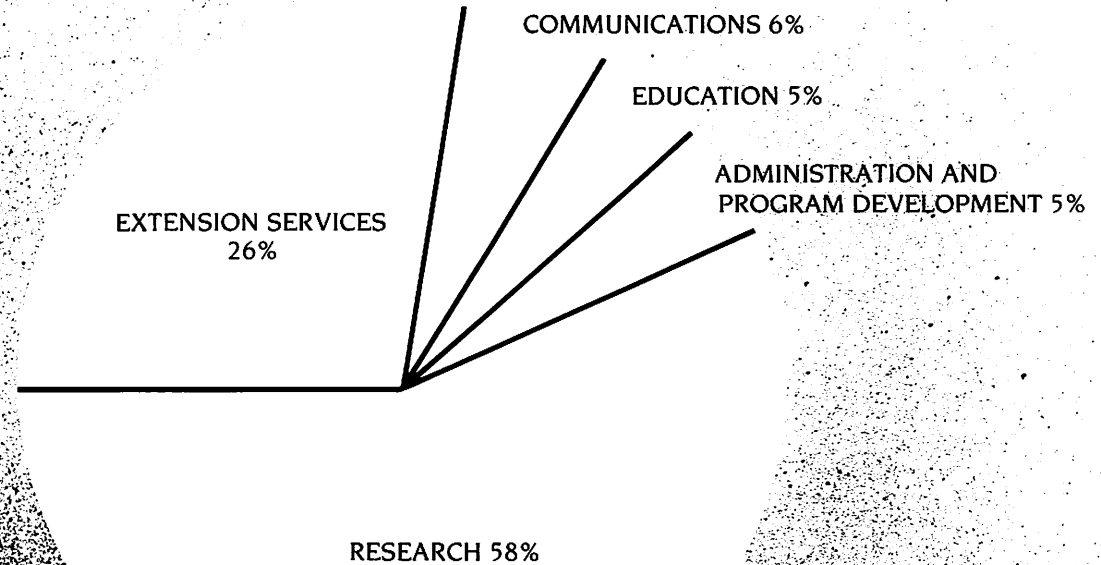 COMMUNICATIONS 6%
EDUCATION 5%
ADMINISTRATION AND
PROGRAM DEVELOPMENT 5%
EXTENSION SERVICES
26%
RESEARCH 58%